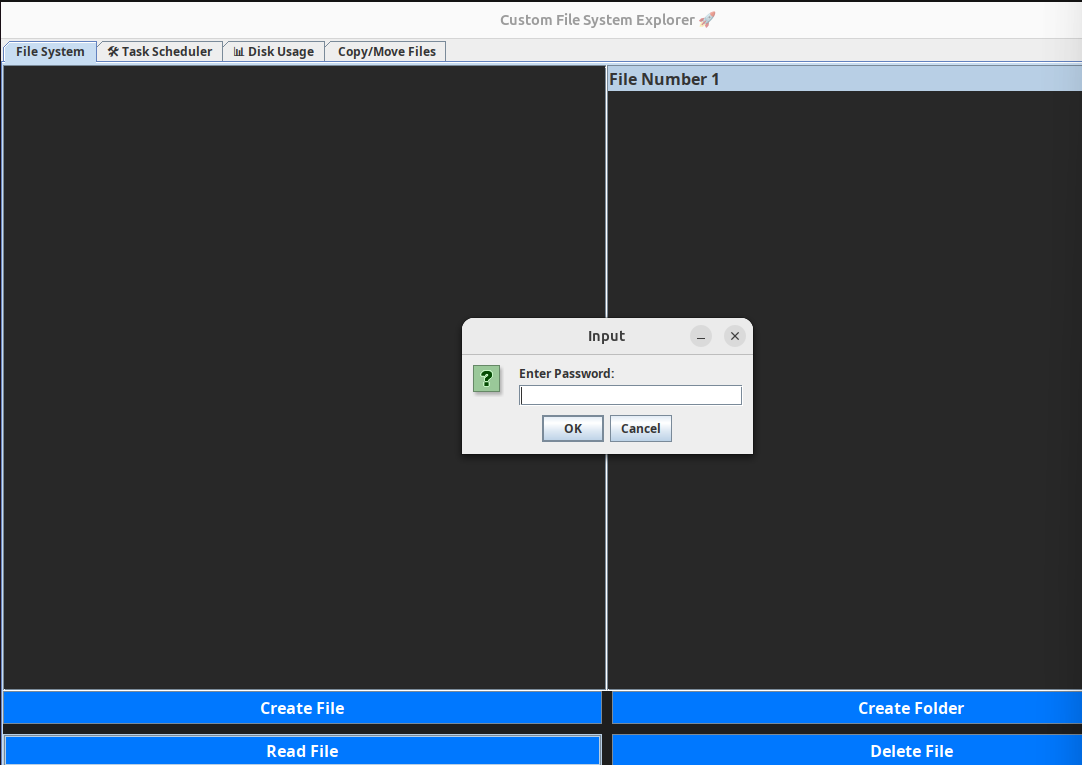 Custom File System Explorer 🚀
File System
🛠 Task Scheduler
📊 Disk Usage
Copy/Move Files
File Number 1
Input
?
Enter Password:
OK
Cancel
Create File
Create Folder
Read File
Delete File